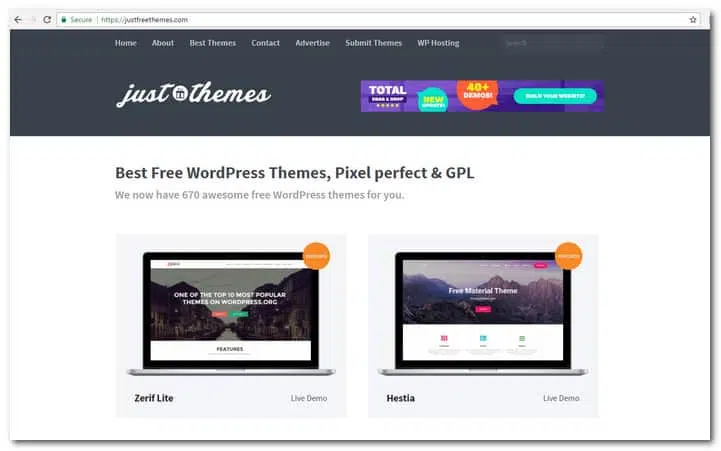 Secure https://justfreethemes.com
Home About Best Themes Contact Advertise Submit Themes WP Hosting Search
just themes
TOTAL
DRAG & DROP
NEW
UPDATE!
40+
DEMOS!
BUILD YOUR WEBSITE!
Best Free WordPress Themes, Pixel perfect & GPL
We now have 670 awesome free WordPress themes for you.
ONE OF THE TOP 10 MOST POPULAR
THEMES ON WORDPRESS.ORG
FEATURES
Zerif Lite Live Demo
Free Material Theme
Hestia Live Demo